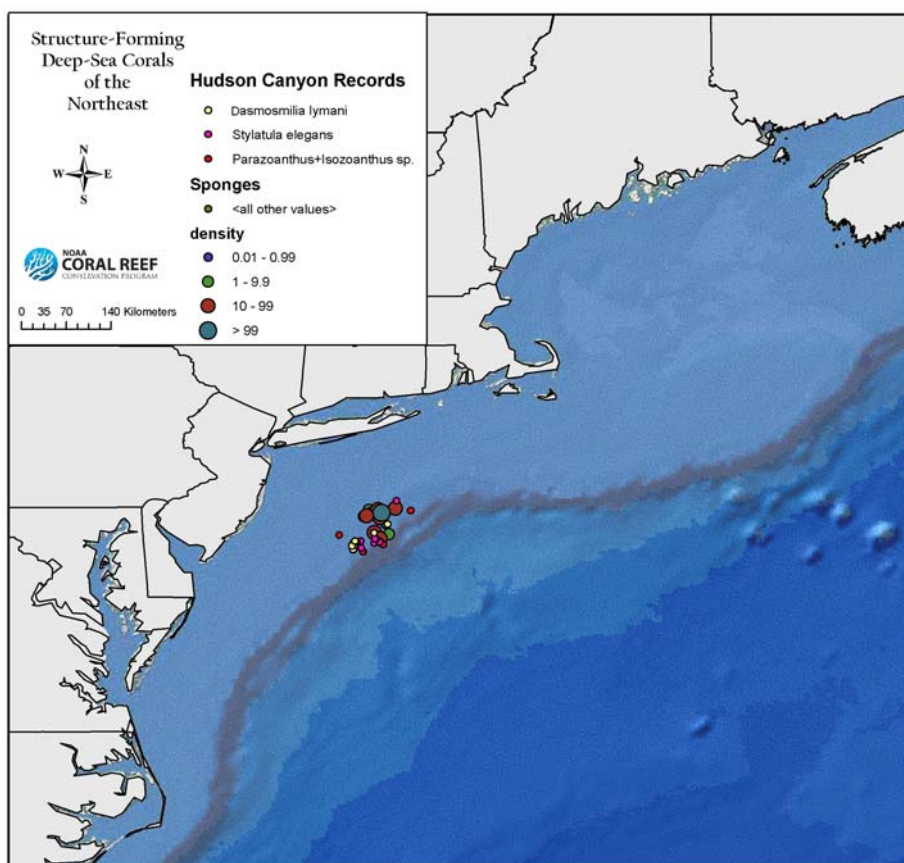 Structure-Forming
Deep-Sea Corals
of the
Northeast
N
W E
S
NOAA
CORAL REEF
CONSERVATION PROGRAM
0 35 70 140 Kilometers
Hudson Canyon Records
Dasmosmilia lymani
Stylatula elegans
Parazoanthus+Isozoanthus sp.
Sponges
<all other values>
density
0.01 - 0.99
1 - 9.9
10 - 99
> 99